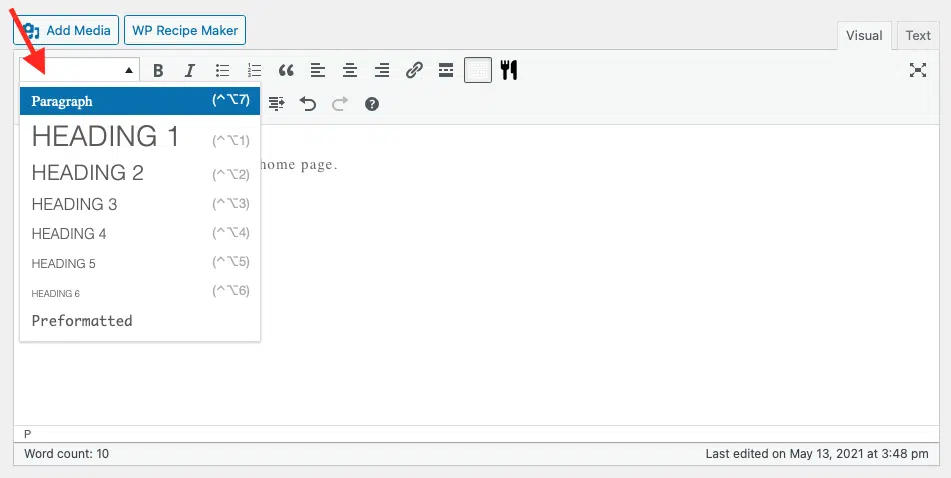 Add Media WP Recipe Maker
Visual Text
B I
Paragraph (^⌥7)
HEADING 1 (^⌥1)
home page.
HEADING 2 (^⌥2)
HEADING 3 (^⌥3)
HEADING 4 (^⌥4)
HEADING 5 (^⌥5)
HEADING 6 (^⌥6)
Preformatted
P
Word count: 10 Last edited on May 13, 2021 at 3:48 pm